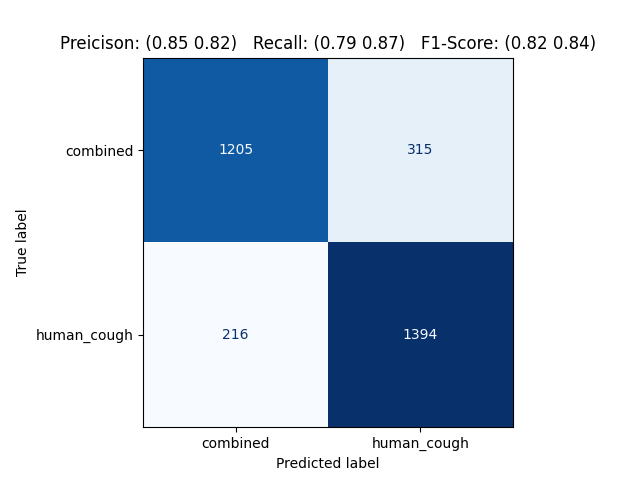 Preicison: (0.85 0.82)   Recall: (0.79 0.87)   F1-Score: (0.82 0.84)
combined
1205
315
True label
human_cough
216
1394
combined
human_cough
Predicted label